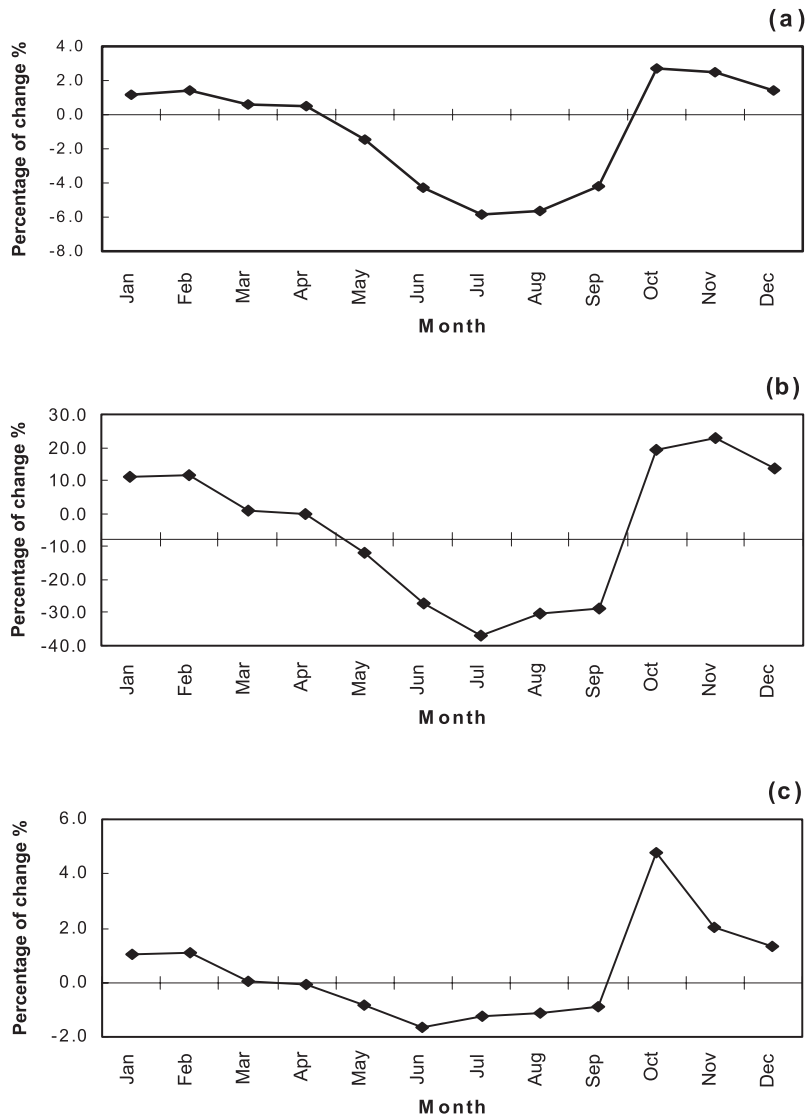 (a)
Percentage of change %
4.0
2.0
0.0
-2.0
-4.0
-6.0
-8.0
Jan Feb Mar Apr May Jun Jul Aug Sep Oct Nov Dec
Month
(b)
Percentage of change %
30.0
20.0
10.0
0.0
-10.0
-20.0
-30.0
-40.0
Jan Feb Mar Apr May Jun Jul Aug Sep Oct Nov Dec
Month
(c)
Percentage of change %
6.0
4.0
2.0
0.0
-2.0
Jan Feb Mar Apr May Jun Jul Aug Sep Oct Nov Dec
Month